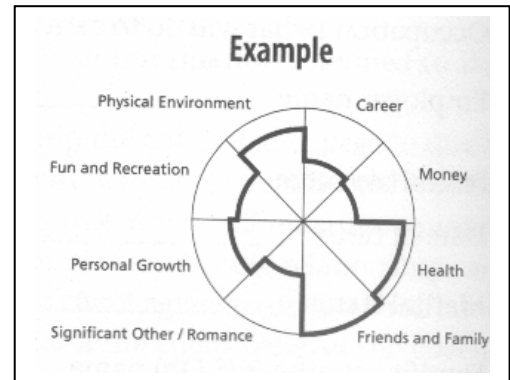 Example
Physical Environment
Career
Fun and Recreation
Money
Personal Growth
Health
Significant Other / Romance
Friends and Family